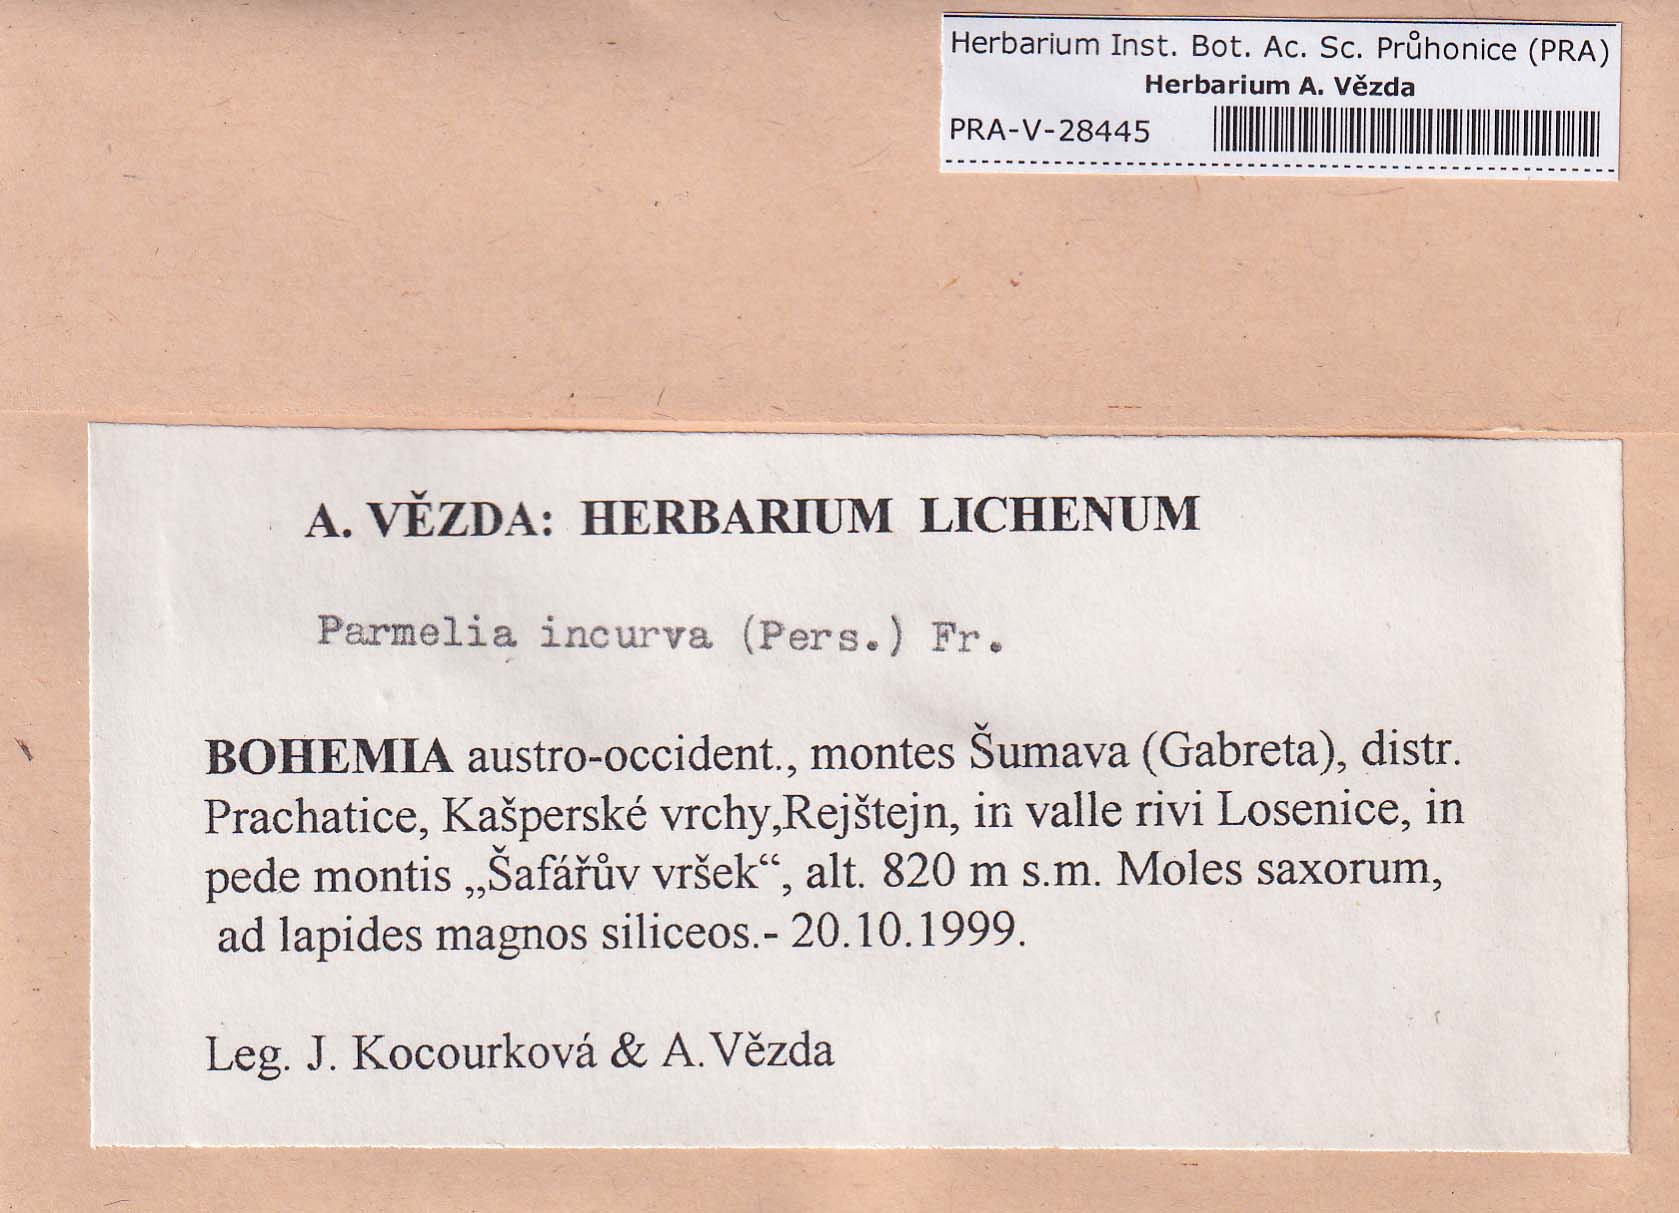 Herbarium Inst. Bot. Ac. Sc. Průhonice (PRA)
Herbarium A. Vězda
PRA-V-28445
A. VĚZDA: HERBARIUM LICHENUM
Parmelia incurva (Pers.) Fr.
BOHEMIA austro-occident., montes Šumava (Gabreta), distr.
Prachatice, Kašperské vrchy,Rejštejn, in valle rivi Losenice, in
pede montis „Šafářův vršek“, alt. 820 m s.m. Moles saxorum,
ad lapides magnos siliceos.- 20.10.1999.
Leg. J. Kocourková & A.Vězda